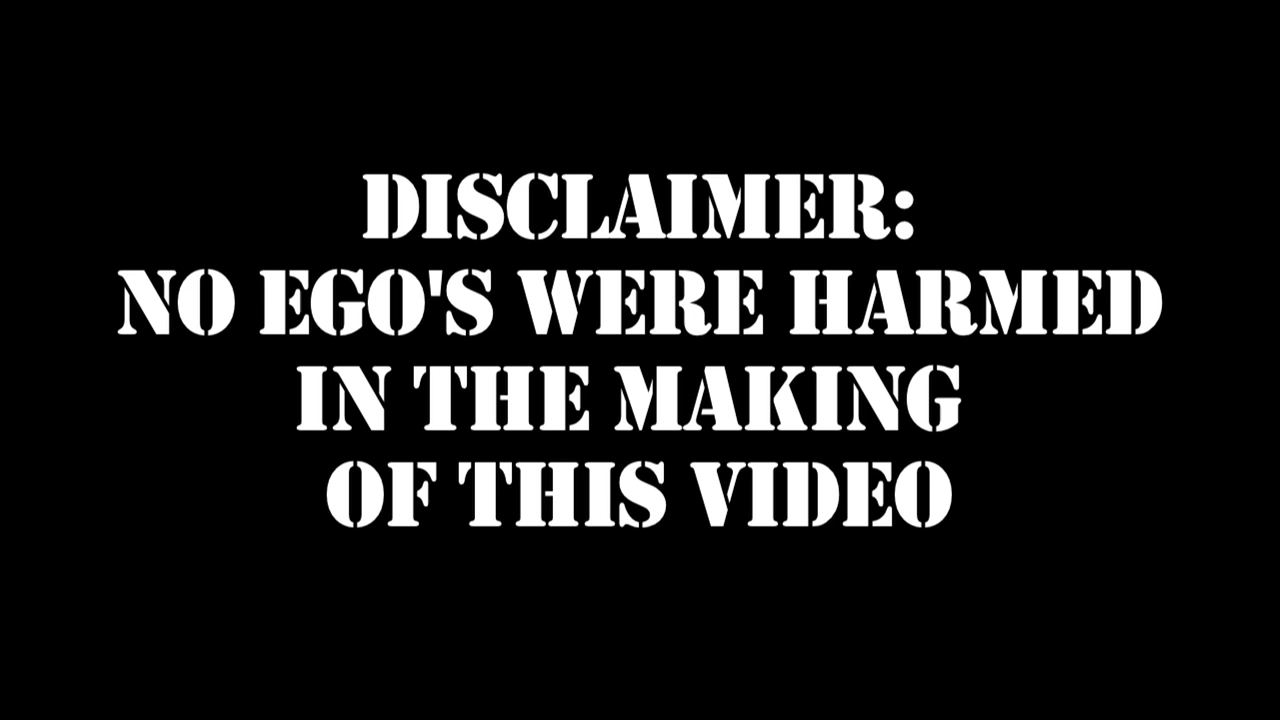 DISCLAIMER:
NO EGO'S WERE HARMED
IN THE MAKING
OF THIS VIDEO